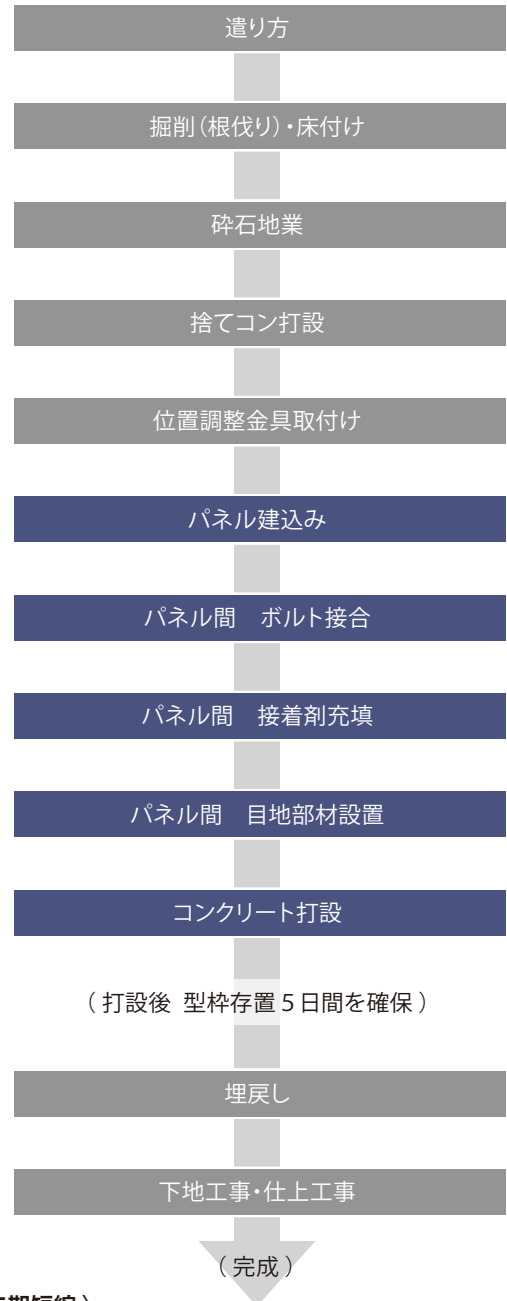 遣り方
掘削（根伐り）・床付け
砕石地業
捨てコン打設
位置調整金具取付け
パネル建込み
パネル間　ボルト接合
パネル間　接着剤充填
パネル間　目地部材設置
コンクリート打設
（ 打設後 型枠存置５日間を確保 ）
埋戻し
下地工事・仕上工事
（ 完成 ）